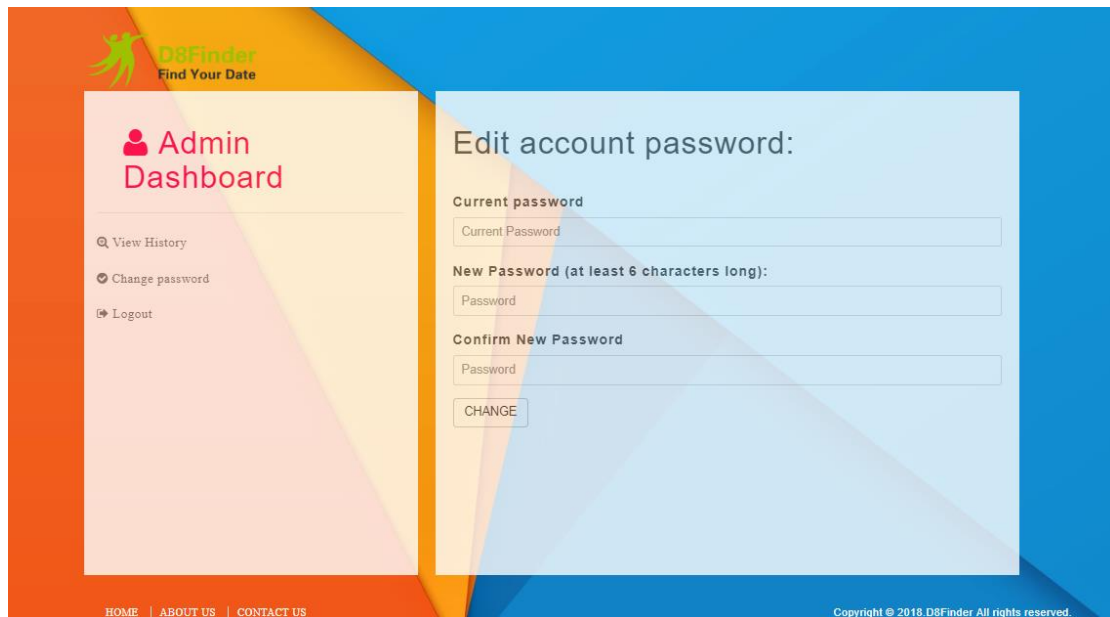 D8Finder
Find Your Date
Admin
Dashboard
View History
Change password
Logout
Edit account password:
Current password
Current Password
New Password (at least 6 characters long):
Password
Confirm New Password
Password
CHANGE
HOME | ABOUT US | CONTACT US
Copyright © 2018.D8Finder All rights reserved.